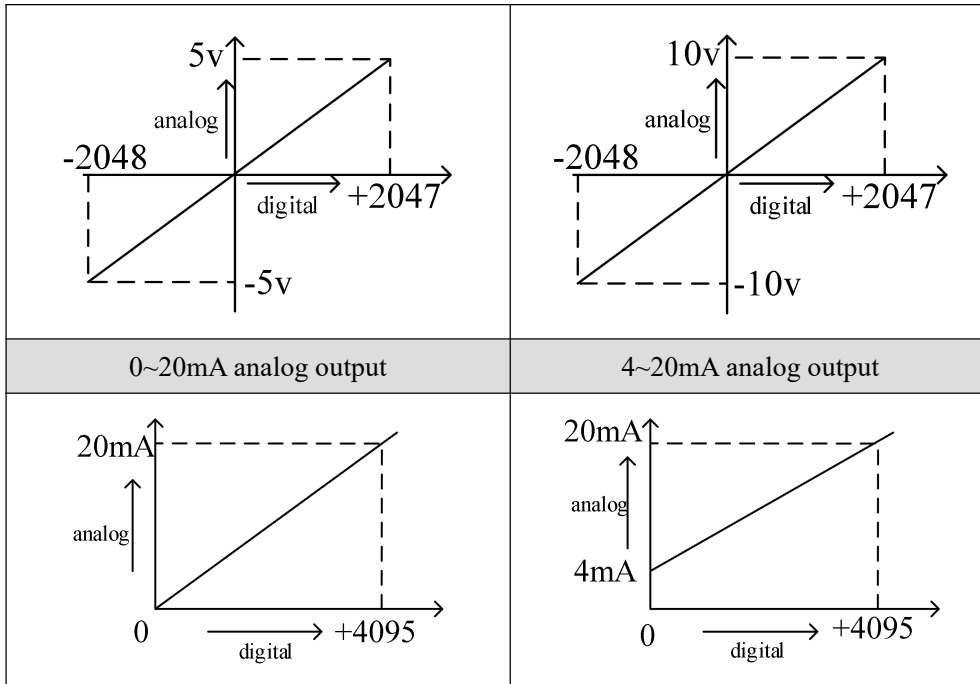 5v
analog
-2048
digital
+2047
-5v
10v
analog
-2048
digital
+2047
-10v
0~20mA analog output
4~20mA analog output
20mA
analog
0
+4095
digital
20mA
analog
4mA
0
+4095
digital